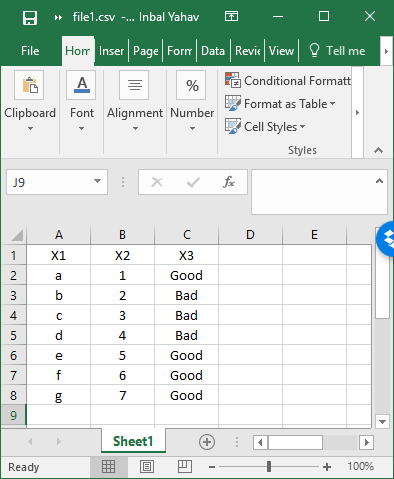 file1.csv -... Inbal Yahav
File Hom Inser Page Form Data Revie View Tell me
Clipboard Font Alignment % Number Conditional Formatt
Format as Table
Cell Styles
Styles
J9 fx
A B C D E
1 X1 X2 X3
2 a 1 Good
3 b 2 Bad
4 c 3 Bad
5 d 4 Bad
6 e 5 Good
7 f 6 Good
8 g 7 Good
9
Sheet1
Ready 100%